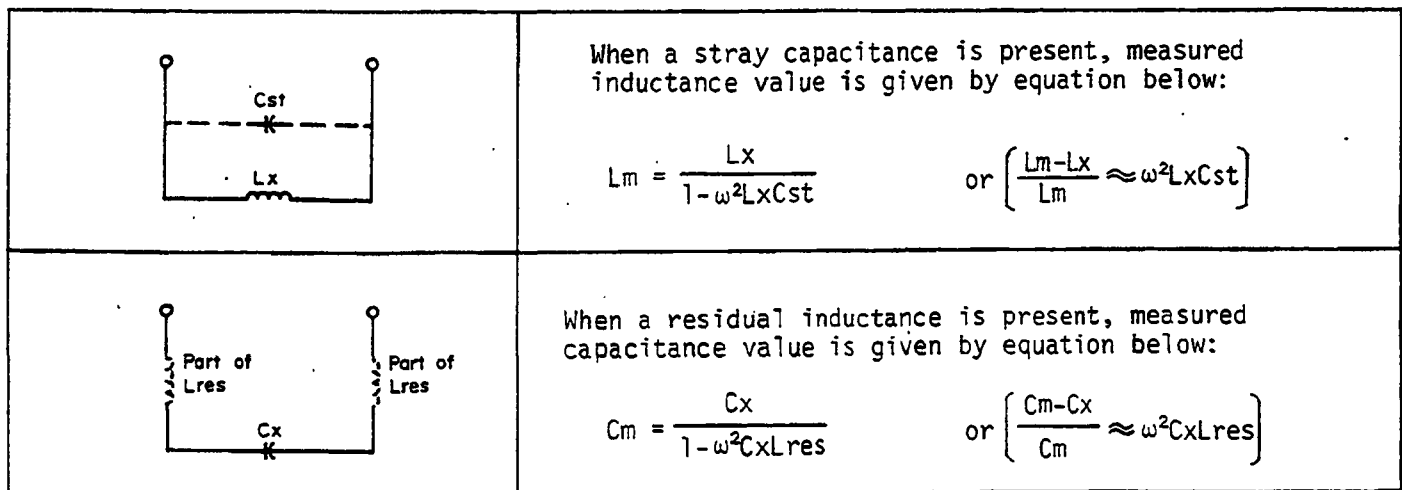 Cst
Lx
When a stray capacitance is present, measured
inductance value is given by equation below:
Lm = Lx / 1-ω²LxCst or [Lm-Lx / Lm ≈ ω²LxCst]
Part of
Lres
Part of
Lres
Cx
When a residual inductance is present, measured
capacitance value is given by equation below:
Cm = Cx / 1-ω²CxLres or [Cm-Cx / Cm ≈ ω²CxLres]